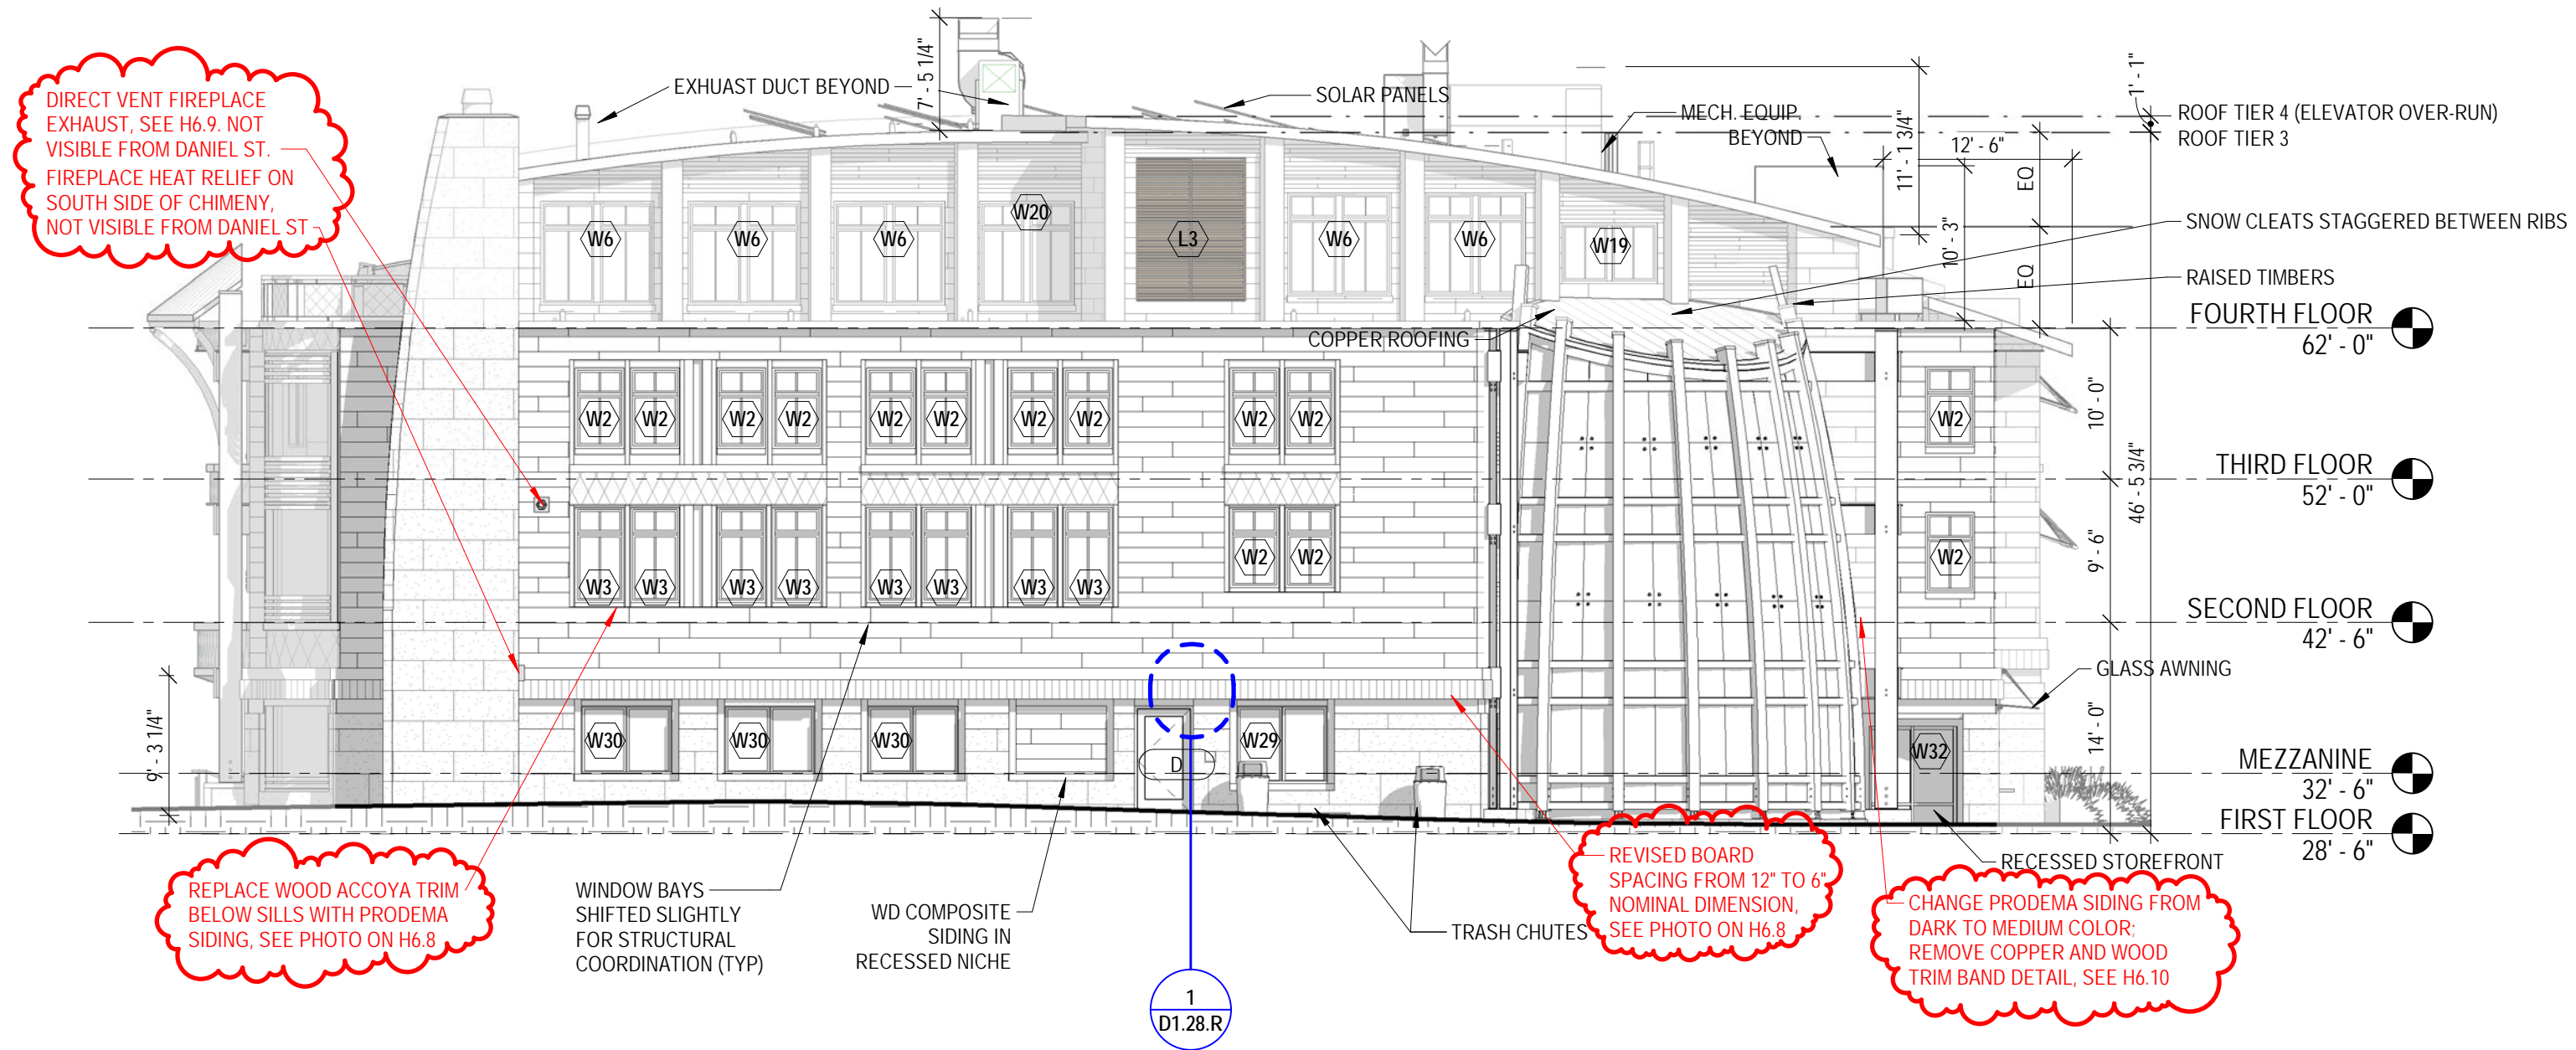 7' - 5 1/4"
EXHUAST DUCT BEYOND
SOLAR PANELS
MECH. EQUIP.
BEYOND
12' - 6"
11' - 1 3/4"
10' - 3"
EQ
EQ
1' - 1"
ROOF TIER 4 (ELEVATOR OVER-RUN)
ROOF TIER 3
DIRECT VENT FIREPLACE
EXHAUST, SEE H6.9. NOT
VISIBLE FROM DANIEL ST.
FIREPLACE HEAT RELIEF ON
SOUTH SIDE OF CHIMENY,
NOT VISIBLE FROM DANIEL ST
W6
W6
W6
W20
L3
W6
W6
W19
SNOW CLEATS STAGGERED BETWEEN RIBS
RAISED TIMBERS
COPPER ROOFING
FOURTH FLOOR
62' - 0"
W2
W2
W2
W2
W2
W2
W2
W2
W2
W2
W2
10' - 0"
THIRD FLOOR
52' - 0"
46' - 5 3/4"
9' - 6"
W2
W2
W2
W3
W3
W3
W3
W3
W3
W3
W3
SECOND FLOOR
42' - 6"
GLASS AWNING
9' - 3 1/4"
W30
W30
W30
D
W29
W32
14' - 0"
MEZZANINE
32' - 6"
FIRST FLOOR
28' - 6"
RECESSED STOREFRONT
REPLACE WOOD ACCOYA TRIM
BELOW SILLS WITH PRODEMA
SIDING, SEE PHOTO ON H6.8
WINDOW BAYS
SHIFTED SLIGHTLY
FOR STRUCTURAL
COORDINATION (TYP)
WD COMPOSITE
SIDING IN
RECESSED NICHE
1
D1.28.R
TRASH CHUTES
REVISED BOARD
SPACING FROM 12" TO 6"
NOMINAL DIMENSION,
SEE PHOTO ON H6.8
CHANGE PRODEMA SIDING FROM
DARK TO MEDIUM COLOR;
REMOVE COPPER AND WOOD
TRIM BAND DETAIL, SEE H6.10